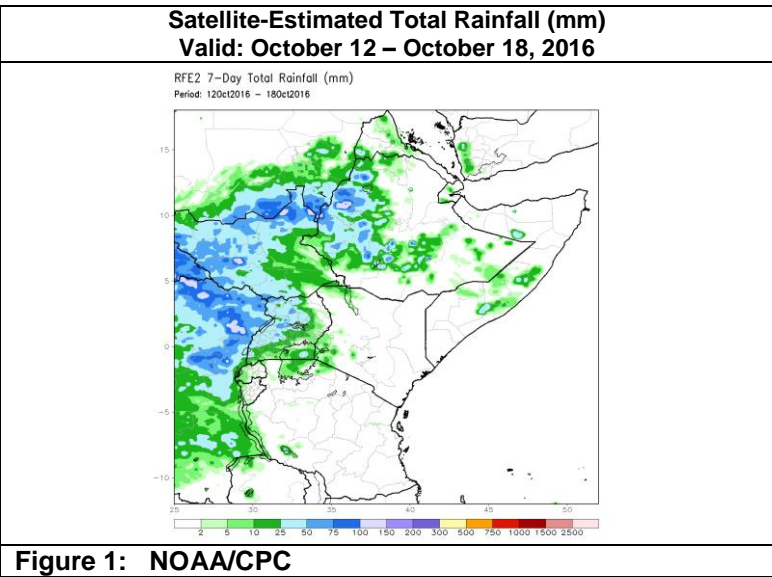 Satellite-Estimated Total Rainfall (mm)
Valid: October 12 – October 18, 2016
RFE2 7-Day Total Rainfall (mm)
Period: 12Oct2016 - 18Oct2016
15
10
5
0
-5
-10
25 30 35 40 45 50
2 5 10 25 50 75 100 150 200 300 500 750 1000 1500 2500
Figure 1: NOAA/CPC